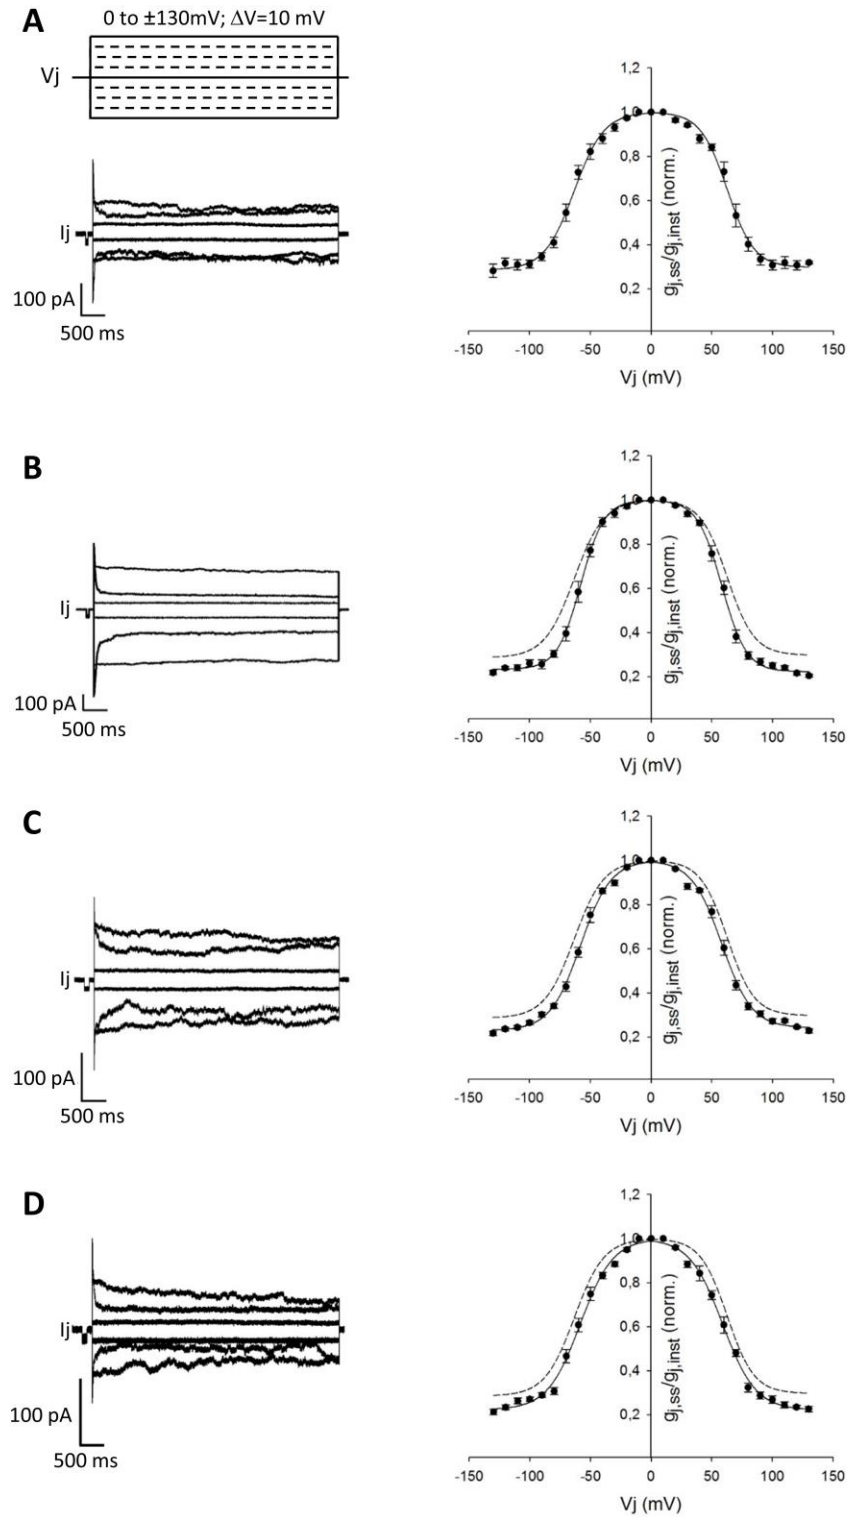 A
0 to ±130mV; ΔV=10 mV
Vj
Ij
100 pA
500 ms
1,2
1,0
0,8
0,6
0,4
0,2
gj,ss/gj,inst (norm.)
-150 -100 -50 0 50 100 150
Vj (mV)
B
Ij
100 pA
500 ms
1,2
1,0
0,8
0,6
0,4
0,2
gj,ss/gj,inst (norm.)
-150 -100 -50 0 50 100 150
Vj (mV)
C
Ij
100 pA
500 ms
1,2
1,0
0,8
0,6
0,4
0,2
gj,ss/gj,inst (norm.)
-150 -100 -50 0 50 100 150
Vj (mV)
D
Ij
100 pA
500 ms
1,2
1,0
0,8
0,6
0,4
0,2
gj,ss/gj,inst (norm.)
-150 -100 -50 0 50 100 150
Vj (mV)